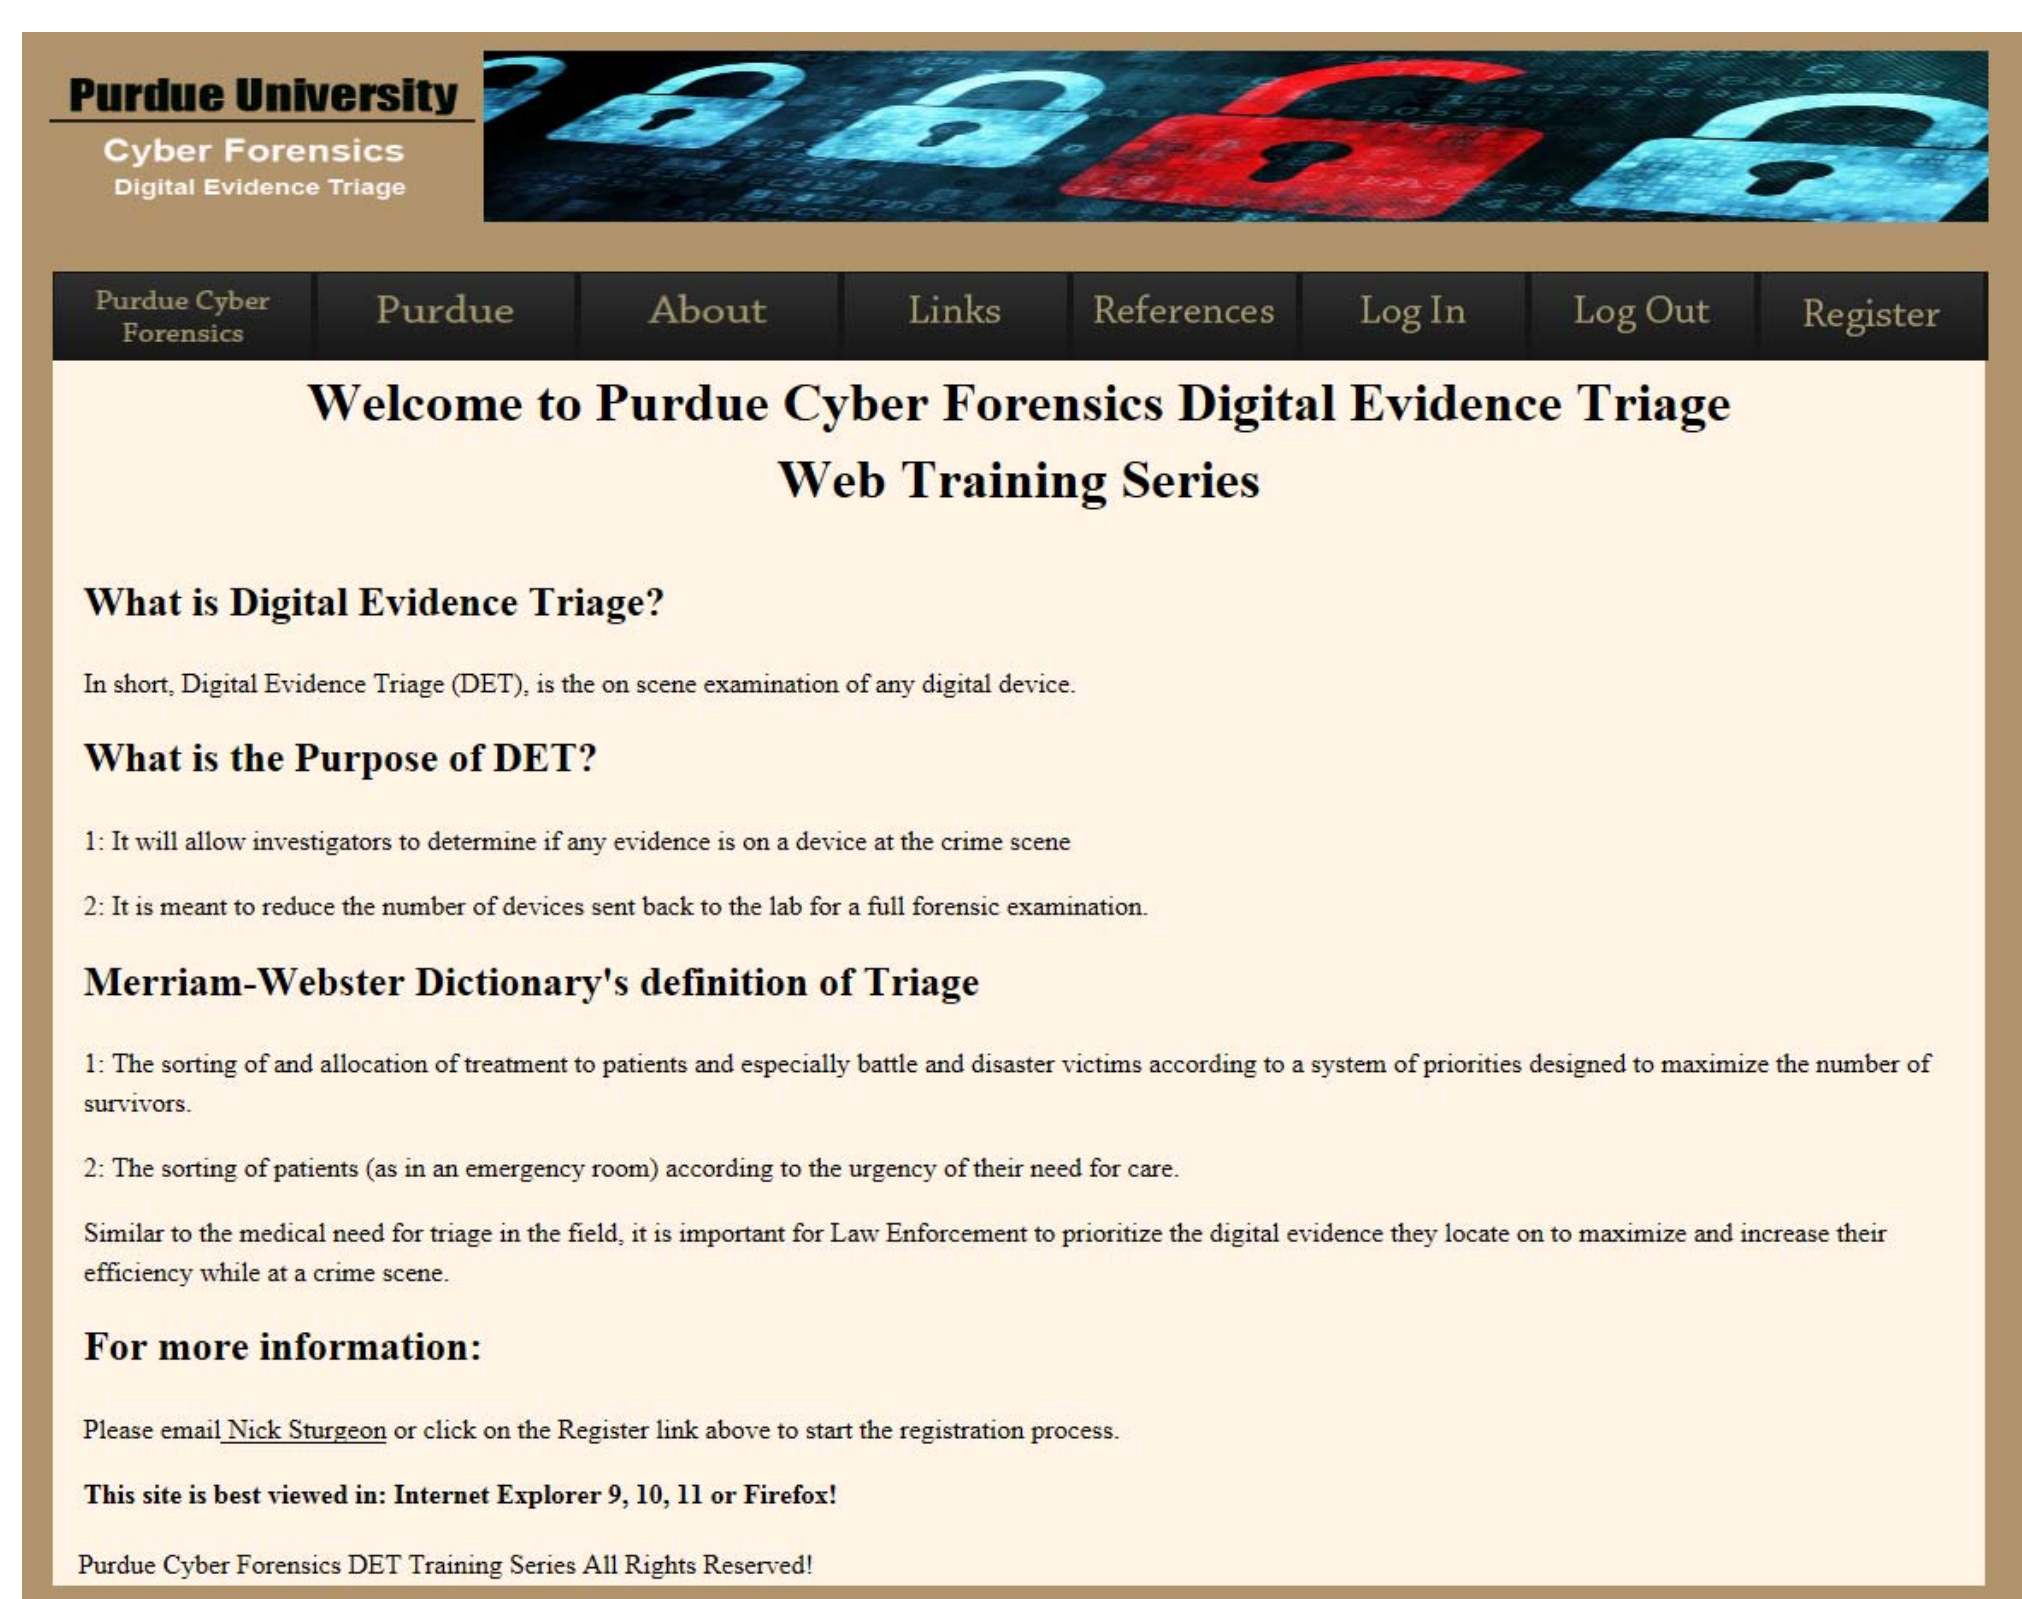 Purdue University
Cyber Forensics
Digital Evidence Triage
Purdue Cyber
Forensics
Purdue
About
Links
References
Log In
Log Out
Register
Welcome to Purdue Cyber Forensics Digital Evidence Triage
Web Training Series
What is Digital Evidence Triage?
In short, Digital Evidence Triage (DET), is the on scene examination of any digital device.
What is the Purpose of DET?
1: It will allow investigators to determine if any evidence is on a device at the crime scene
2: It is meant to reduce the number of devices sent back to the lab for a full forensic examination.
Merriam-Webster Dictionary's definition of Triage
1: The sorting of and allocation of treatment to patients and especially battle and disaster victims according to a system of priorities designed to maximize the number of
survivors.
2: The sorting of patients (as in an emergency room) according to the urgency of their need for care.
Similar to the medical need for triage in the field, it is important for Law Enforcement to prioritize the digital evidence they locate on to maximize and increase their
efficiency while at a crime scene.
For more information:
Please email Nick Sturgeon or click on the Register link above to start the registration process.
This site is best viewed in: Internet Explorer 9, 10, 11 or Firefox!
Purdue Cyber Forensics DET Training Series All Rights Reserved!